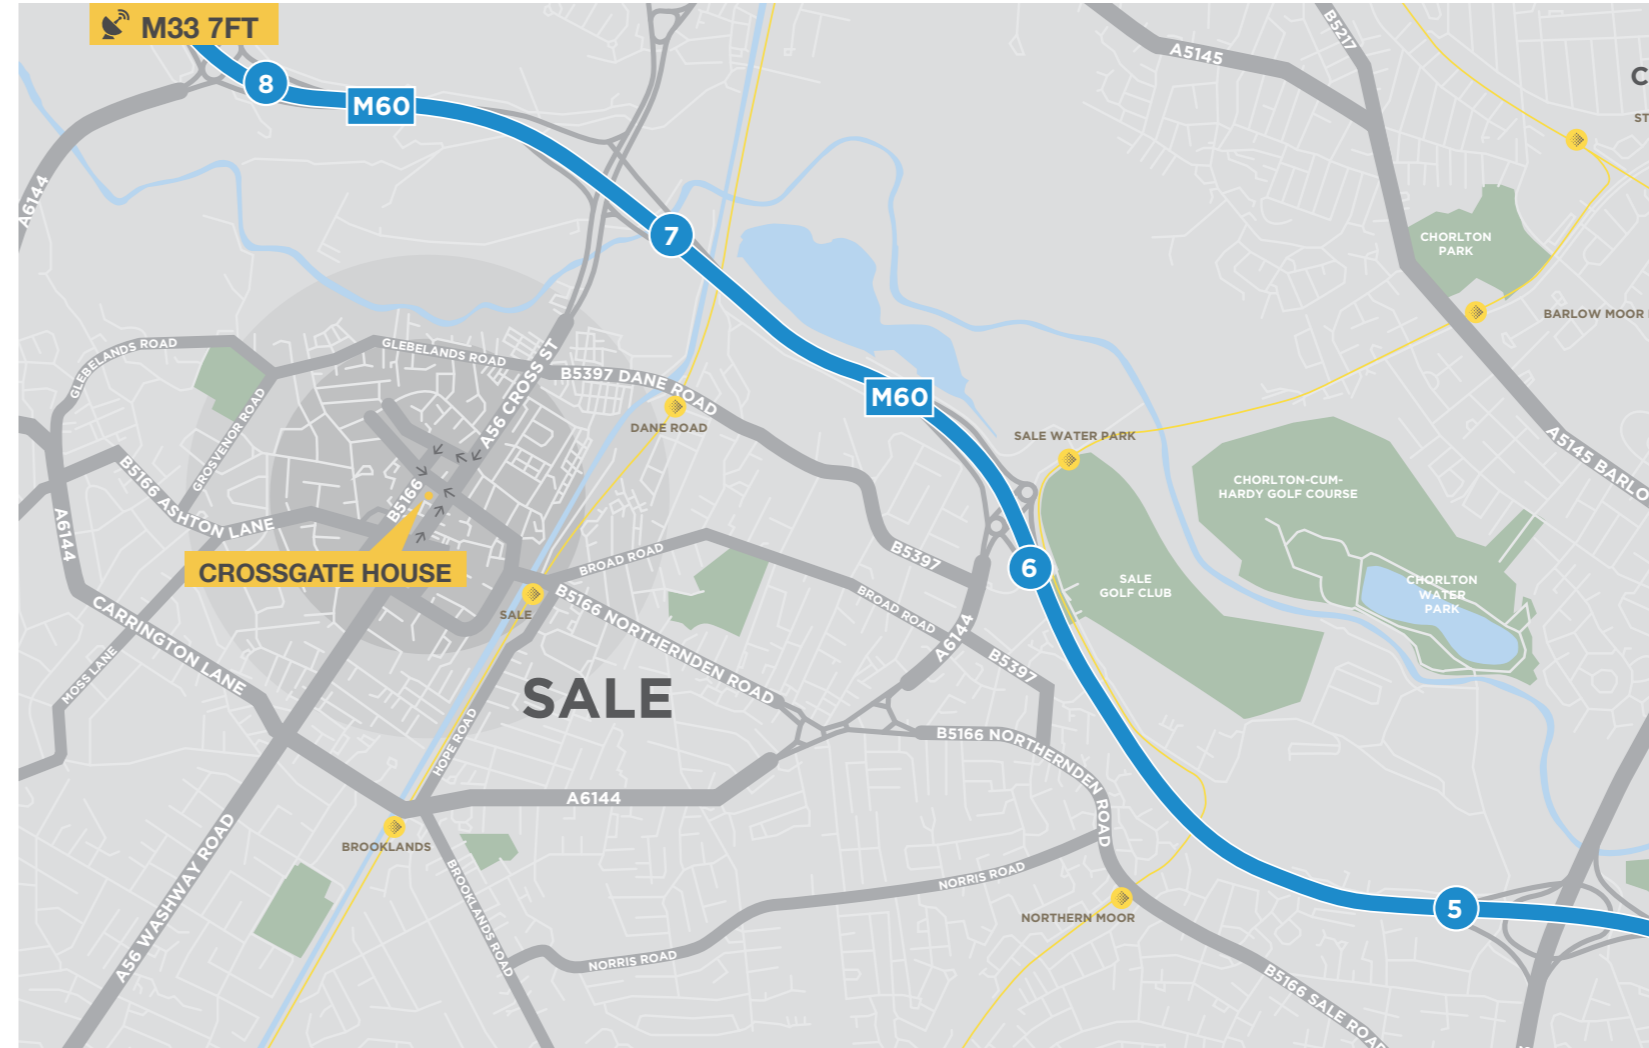 M33 7FT
8
M60
A5145
B5217
C
ST
A6144
7
CHORLTON
PARK
BARLOW MOOR
GLEBELANDS ROAD
GLEBELANDS ROAD
A56 CROSS ST
B5397 DANE ROAD
M60
DANE ROAD
GROSVENOR ROAD
SALE WATER PARK
A5145 BARLO
B5166 ASHTON LANE
B5166
CHORLTON-CUM-
HARDY GOLF COURSE
A6144
CROSSGATE HOUSE
BROAD ROAD
B5397
6
SALE
GOLF CLUB
CHORLTON
WATER
PARK
SALE
B5166 NORTHERNDEN ROAD
BROAD ROAD
A6144
B5397
CARRINGTON LANE
MOSS LANE
SALE
HOPE ROAD
B5166 NORTHERNDEN ROAD
A6144
BROOKLANDS
A56 WASHWAY ROAD
BROOKLANDS ROAD
NORRIS ROAD
NORTHERN MOOR
5
NORRIS ROAD
B5166 SALE ROAD